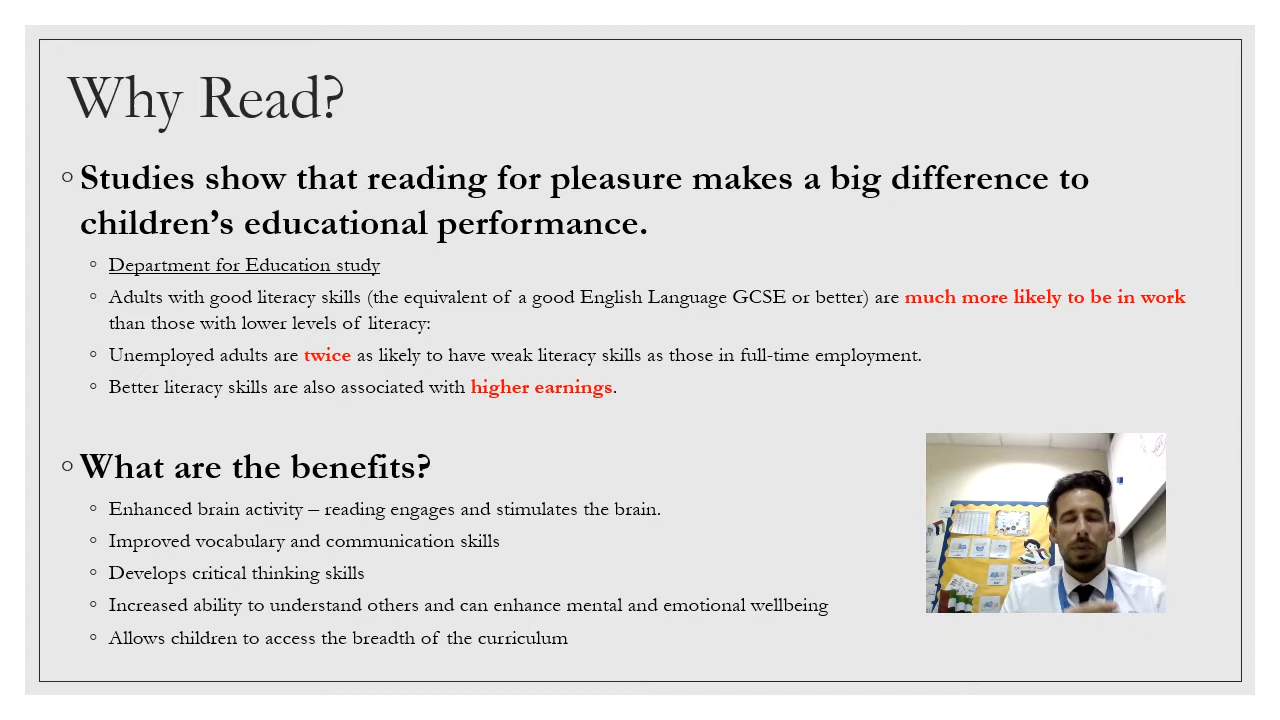 Why Read?
Studies show that reading for pleasure makes a big difference to
children’s educational performance.
Department for Education study
Adults with good literacy skills (the equivalent of a good English Language GCSE or better) are much more likely to be in work
than those with lower levels of literacy:
Unemployed adults are twice as likely to have weak literacy skills as those in full-time employment.
Better literacy skills are also associated with higher earnings.
What are the benefits?
Enhanced brain activity – reading engages and stimulates the brain.
Improved vocabulary and communication skills
Develops critical thinking skills
Increased ability to understand others and can enhance mental and emotional wellbeing
Allows children to access the breadth of the curriculum